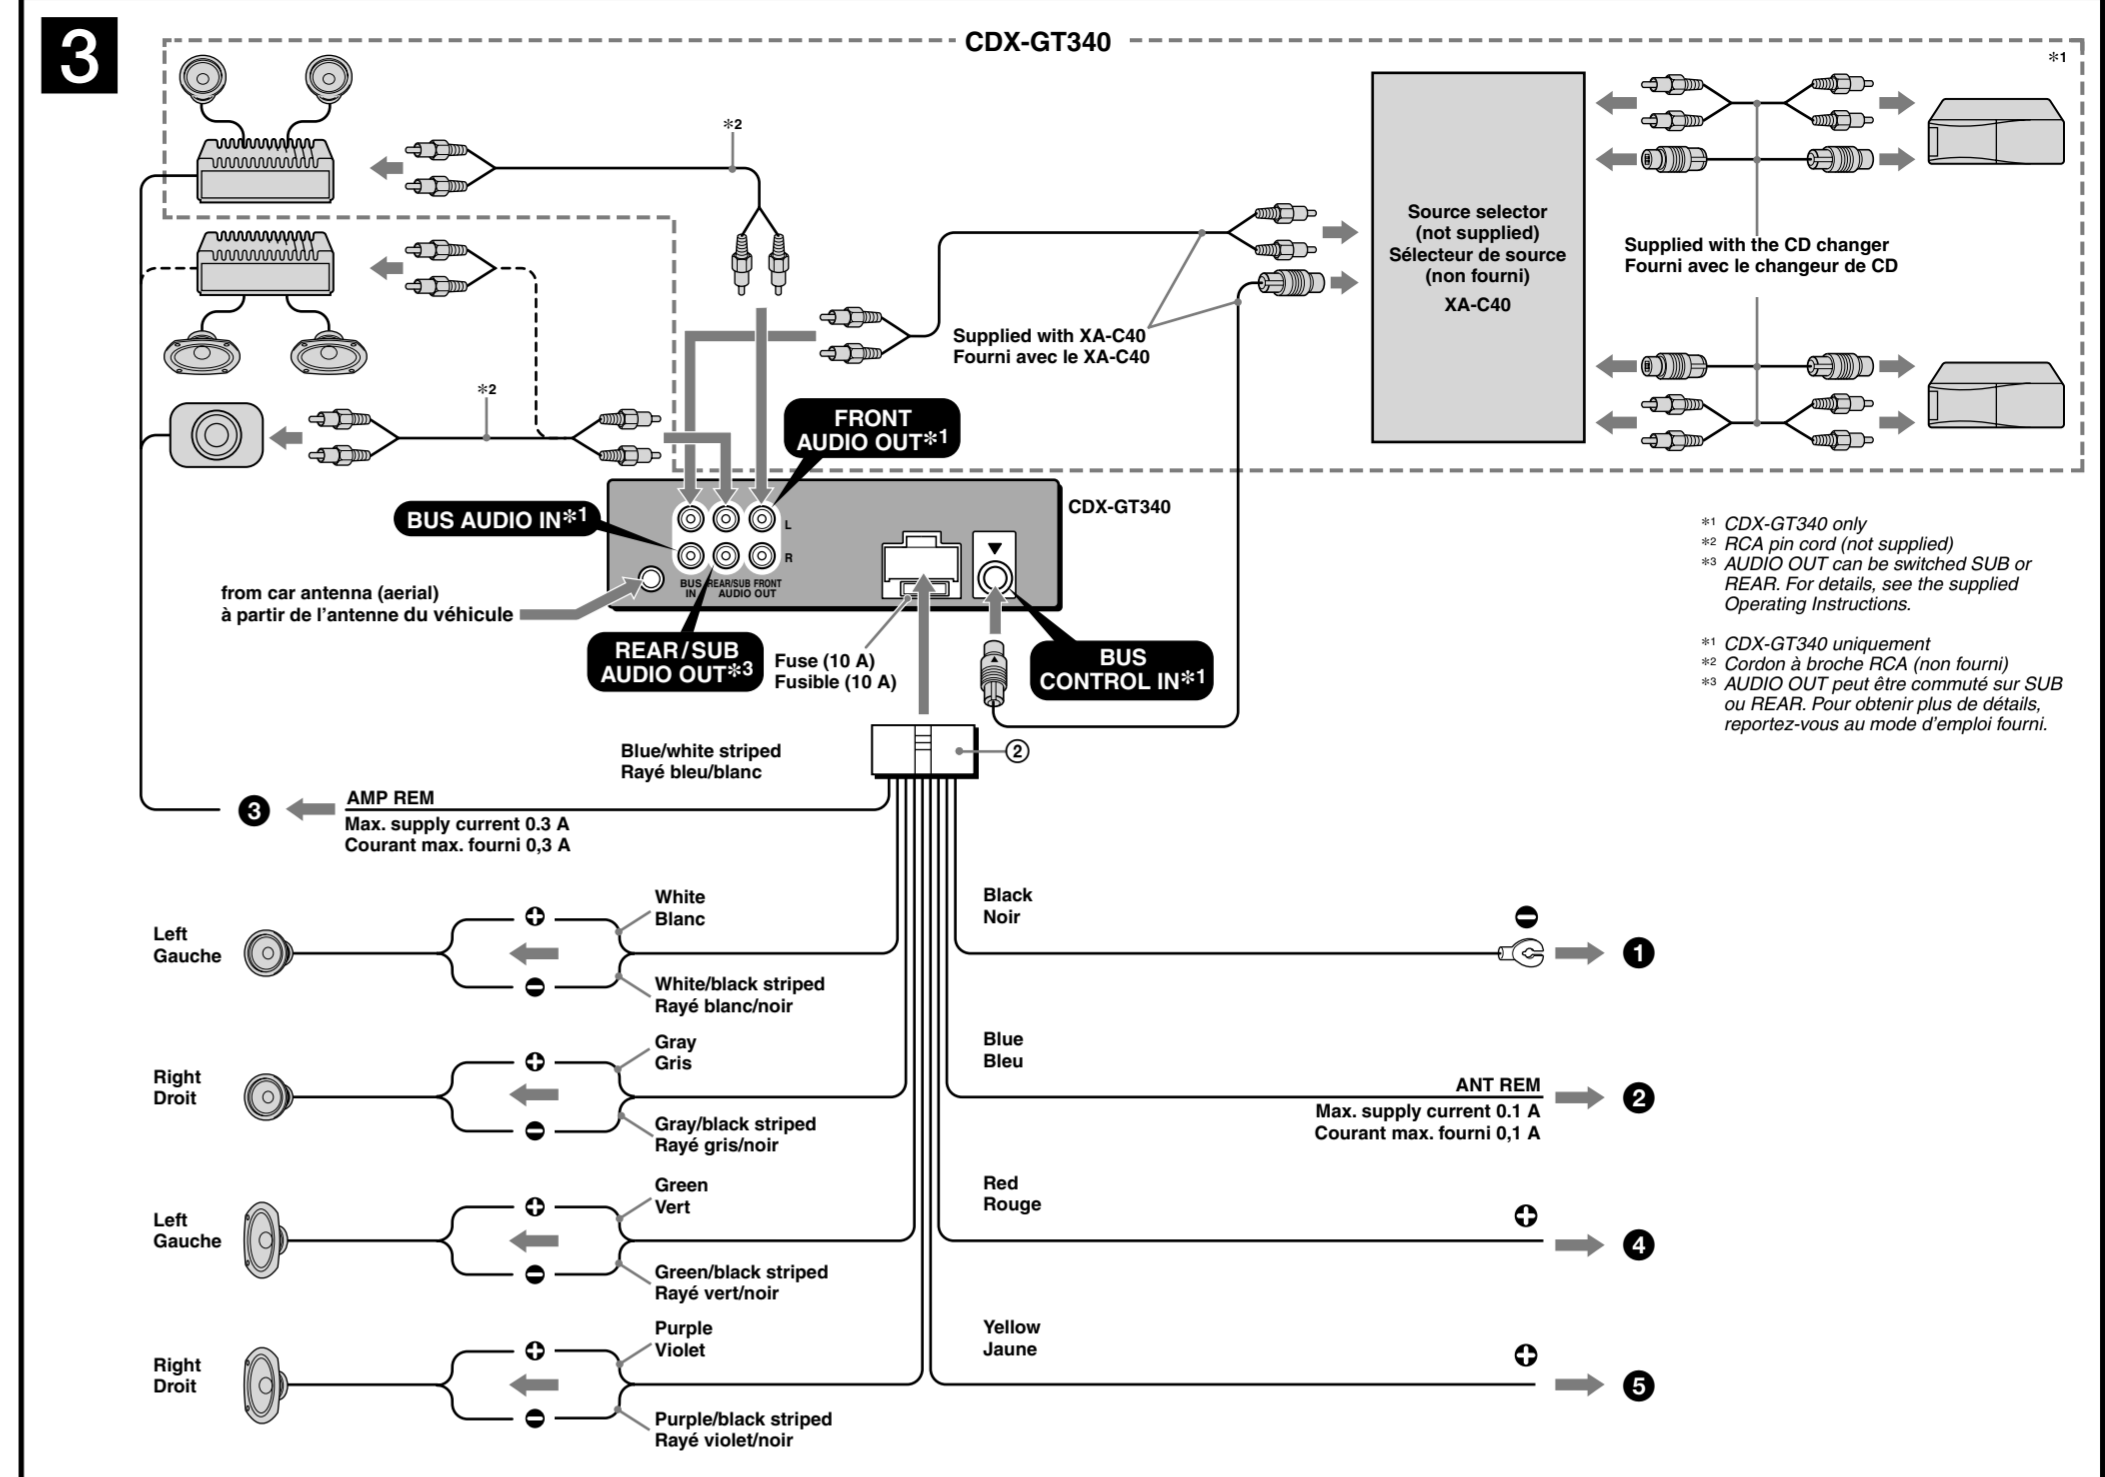 3
CDX-GT340
*1
*2
Source selector
(not supplied)
Sélecteur de source
(non fourni)
XA-C40
Supplied with the CD changer
Fourni avec le changeur de CD
Supplied with XA-C40
Fourni avec le XA-C40
*2
FRONT
AUDIO OUT*1
BUS AUDIO IN*1
CDX-GT340
L
R
BUS
IN
REAR/SUB FRONT
AUDIO OUT
from car antenna (aerial)
à partir de l'antenne du véhicule
REAR/SUB
AUDIO OUT*3
Fuse (10 A)
Fusible (10 A)
BUS
CONTROL IN*1
*1 CDX-GT340 only
*2 RCA pin cord (not supplied)
*3 AUDIO OUT can be switched SUB or
REAR. For details, see the supplied
Operating Instructions.
*1 CDX-GT340 uniquement
*2 Cordon à broche RCA (non fourni)
*3 AUDIO OUT peut être commuté sur SUB
ou REAR. Pour obtenir plus de détails,
reportez-vous au mode d'emploi fourni.
Blue/white striped
Rayé bleu/blanc
②
❸
AMP REM
Max. supply current 0.3 A
Courant max. fourni 0,3 A
Left
Gauche
+
−
White
Blanc
White/black striped
Rayé blanc/noir
Black
Noir
−
❶
Right
Droit
+
−
Gray
Gris
Gray/black striped
Rayé gris/noir
Blue
Bleu
ANT REM
Max. supply current 0.1 A
Courant max. fourni 0,1 A
❷
Left
Gauche
+
−
Green
Vert
Green/black striped
Rayé vert/noir
Red
Rouge
+
❹
Right
Droit
+
−
Purple
Violet
Purple/black striped
Rayé violet/noir
Yellow
Jaune
+
❺